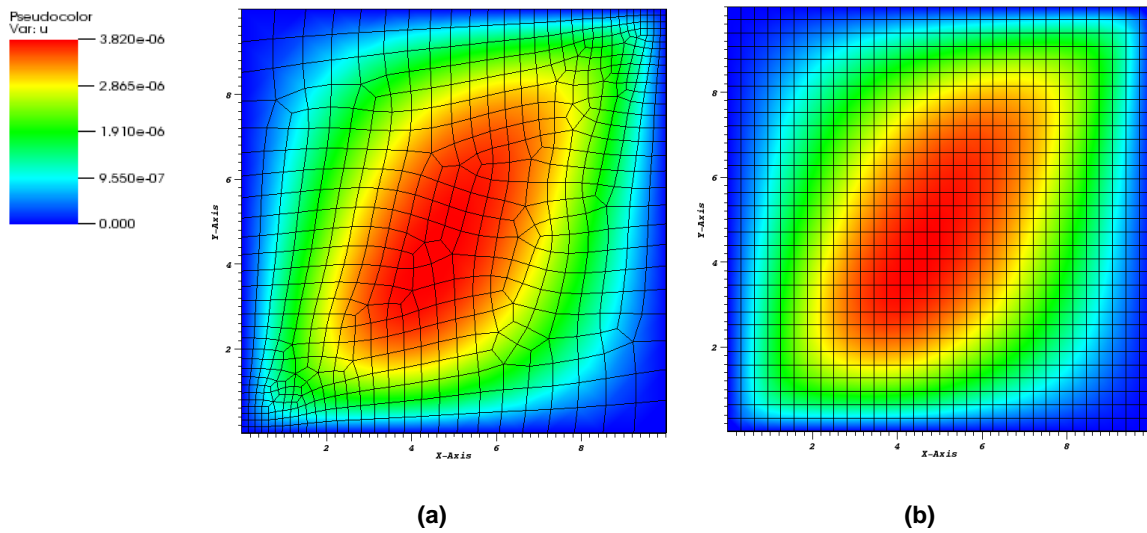 Pseudocolor
Var: u
3.820e-06
2.865e-06
1.910e-06
9.550e-07
0.000
Y-Axis
8
6
4
2
2 4 6 8
X-Axis
Y-Axis
8
6
4
2
2 4 6 8
X-Axis
(a) (b)